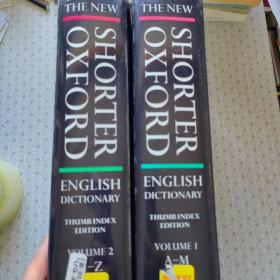 THE NEW
SHORTER
OXFORD
ENGLISH
DICTIONARY
THUMB INDEX
EDITION
VOLUME 2
-Z
THE NEW
SHORTER
OXFORD
ENGLISH
DICTIONARY
THUMB INDEX
EDITION
VOLUME 1
A-M